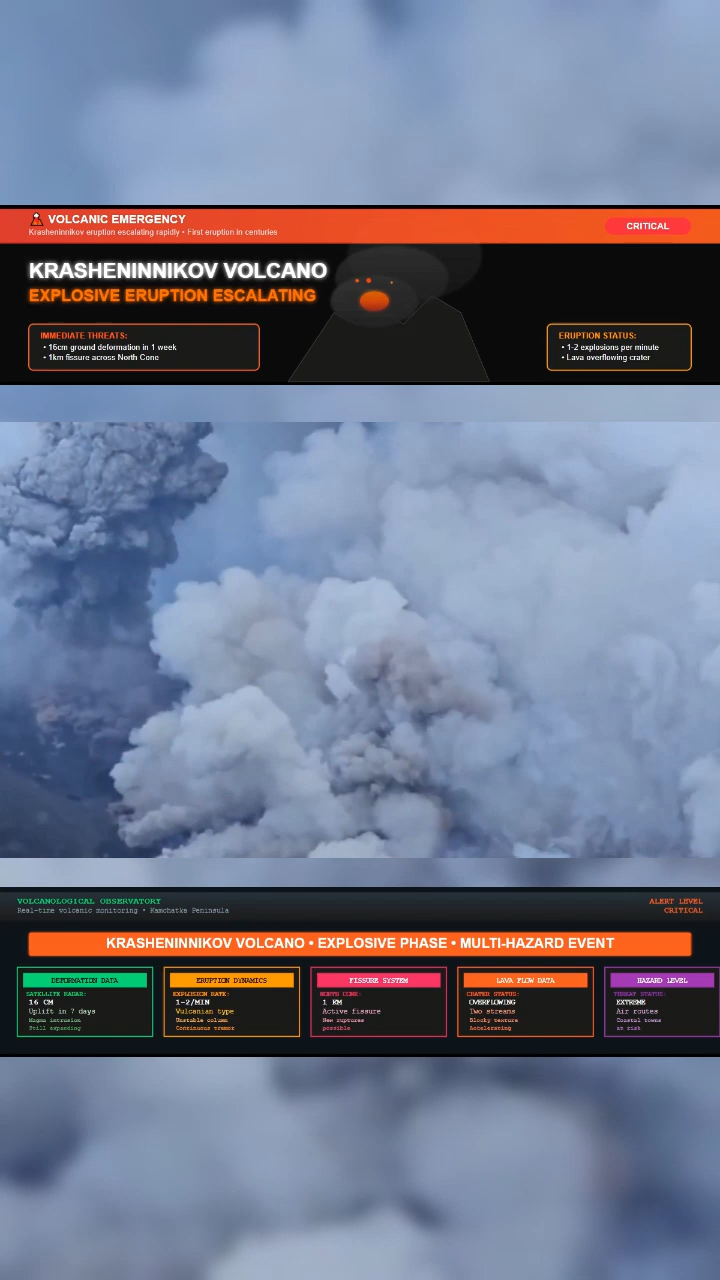 VOLCANIC EMERGENCY
Krasheninnikov eruption escalating rapidly • First eruption in centuries
CRITICAL
KRASHENINNIKOV VOLCANO
EXPLOSIVE ERUPTION ESCALATING
IMMEDIATE THREATS:
• 16cm ground deformation in 1 week
• 1km fissure across North Cone
ERUPTION STATUS:
• 1-2 explosions per minute
• Lava overflowing crater
VOLCANOLOGICAL OBSERVATORY
Real-time volcanic monitoring • Kamchatka Peninsula
ALERT LEVEL
CRITICAL
KRASHENINNIKOV VOLCANO • EXPLOSIVE PHASE • MULTI-HAZARD EVENT
DEFORMATION DATA
SATELLITE RADAR:
16 CM
Uplift in 7 days
Magma intrusion
Still expanding
ERUPTION DYNAMICS
EXPLOSION RATE:
1-2/MIN
Vulcanian type
Unstable column
Continuous tremor
FISSURE SYSTEM
NORTH CONE:
1 KM
Active fissure
New ruptures
possible
LAVA FLOW DATA
CRATER STATUS:
OVERFLOWING
Two streams
Blocky texture
Accelerating
HAZARD LEVEL
THREAT STATUS:
EXTREME
Air routes
Coastal towns
at risk